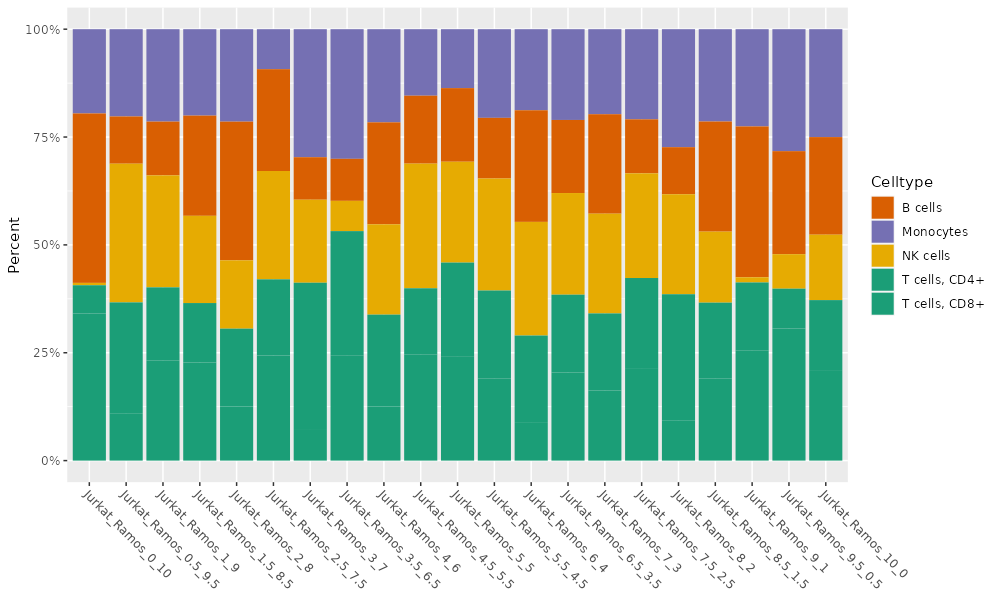 100%
75%
50%
25%
0%
Percent
Jurkat_Ramos_0_10
Jurkat_Ramos_0.5_9.5
Jurkat_Ramos_1_9
Jurkat_Ramos_1.5_8.5
Jurkat_Ramos_2_8
Jurkat_Ramos_2.5_7.5
Jurkat_Ramos_3_7
Jurkat_Ramos_3.5_6.5
Jurkat_Ramos_4_6
Jurkat_Ramos_4.5_5.5
Jurkat_Ramos_5_5
Jurkat_Ramos_5.5_4.5
Jurkat_Ramos_6_4
Jurkat_Ramos_6.5_3.5
Jurkat_Ramos_7_3
Jurkat_Ramos_7.5_2.5
Jurkat_Ramos_8_2
Jurkat_Ramos_8.5_1.5
Jurkat_Ramos_9_1
Jurkat_Ramos_9.5_0.5
Jurkat_Ramos_10_0
Celltype
B cells
Monocytes
NK cells
T cells, CD4+
T cells, CD8+